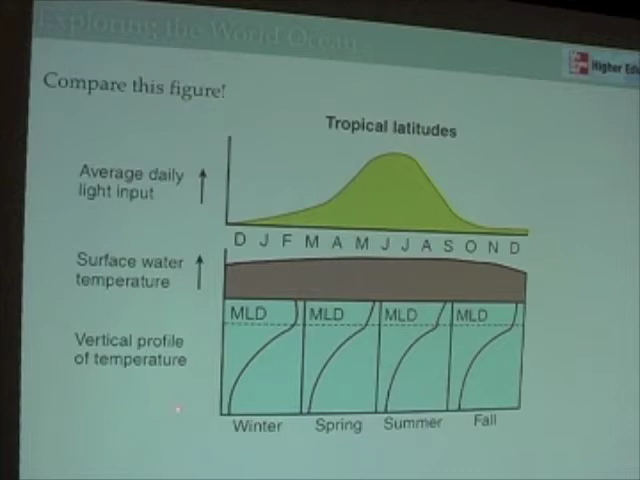 Exploring the World Ocean
Higher Edu
Compare this figure!
Tropical latitudes
Average daily
light input
D J F M A M J J A S O N D
Surface water
temperature
MLD MLD MLD MLD
Vertical profile
of temperature
Winter Spring Summer Fall